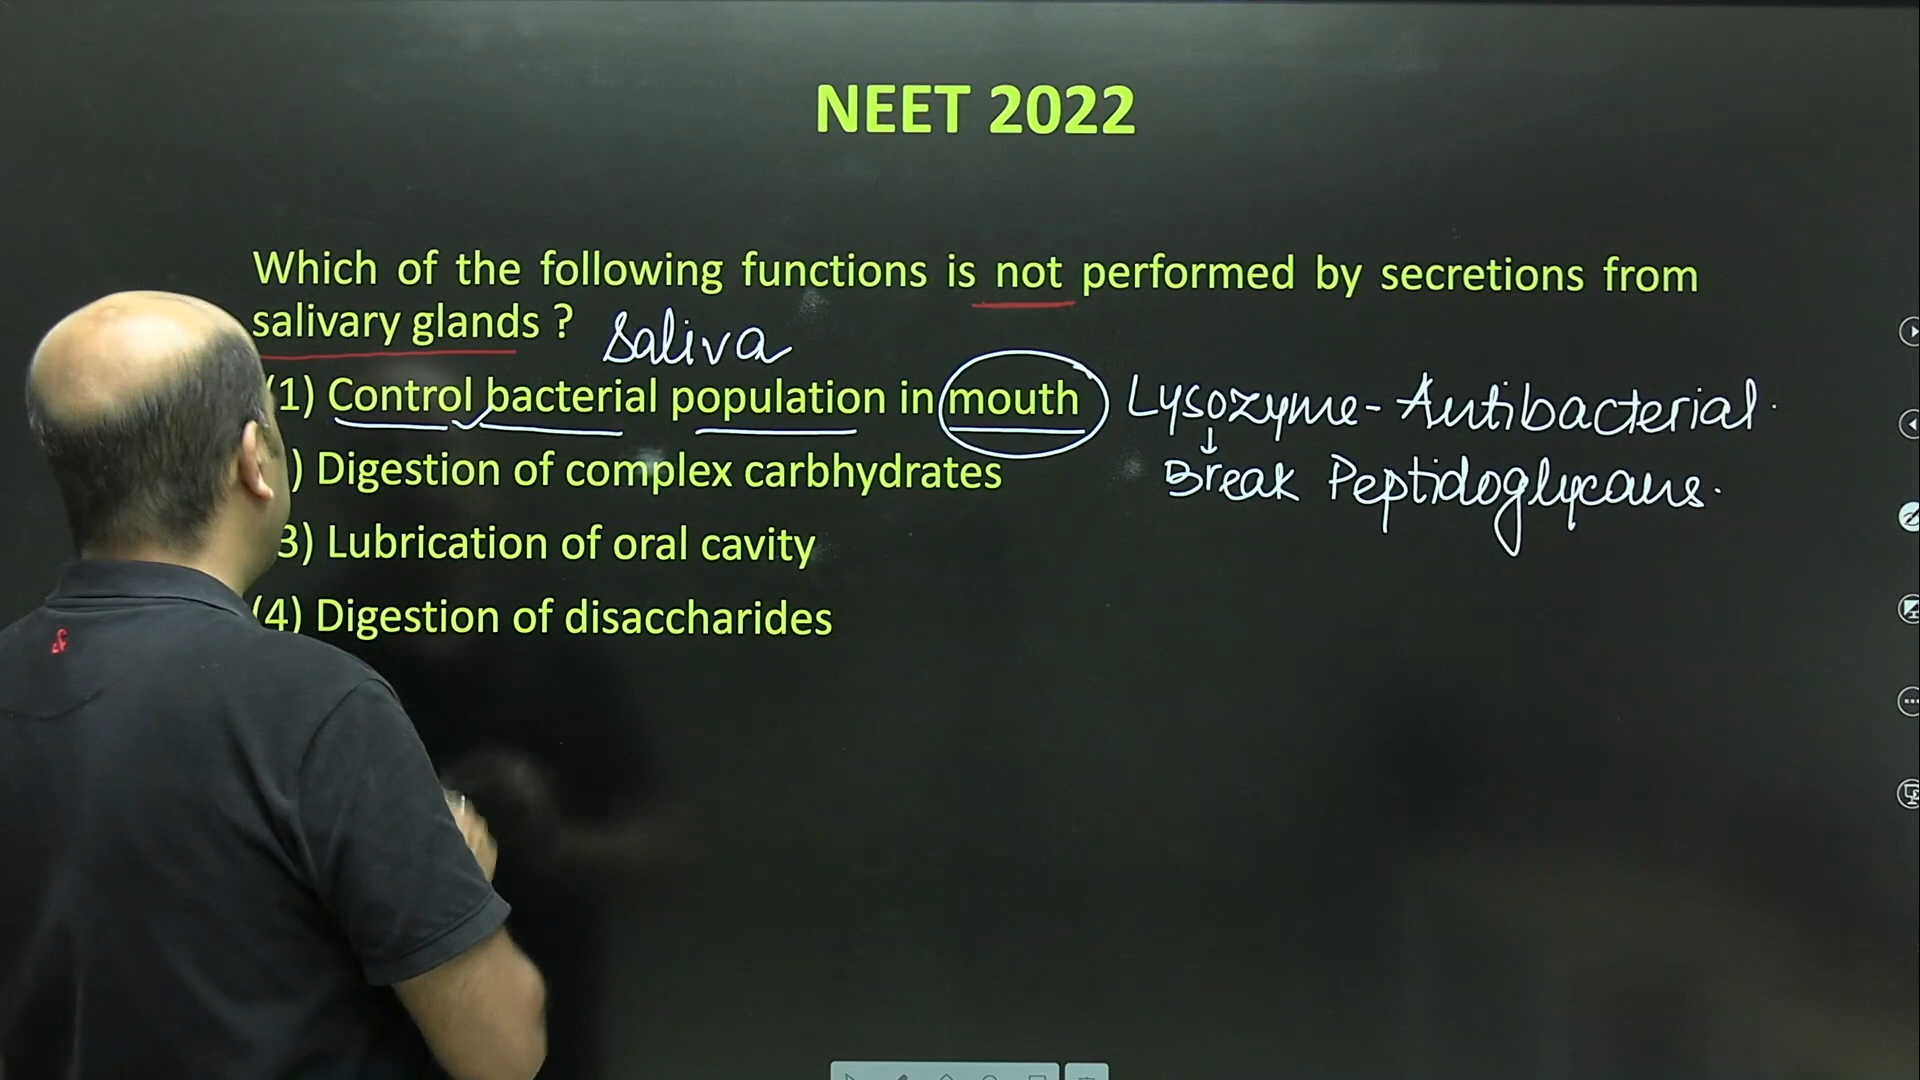 NEET 2022
Which of the following functions is not performed by secretions from
salivary glands ?
Saliva
(1) Control bacterial population in mouth
Lysozyme - Antibacterial.
) Digestion of complex carbhydrates
Break Peptidoglycans.
3) Lubrication of oral cavity
(4) Digestion of disaccharides